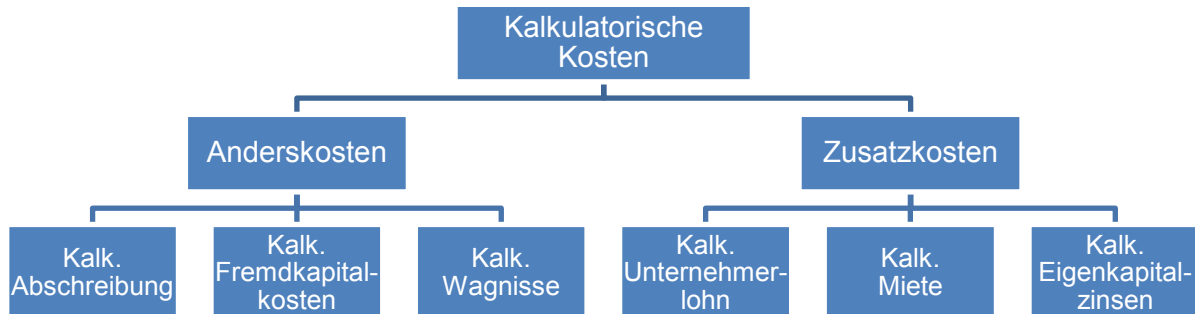 Kalkulatorische
Kosten
Anderskosten
Zusatzkosten
Kalk.
Abschreibung
Kalk.
Fremdkapital-
kosten
Kalk.
Wagnisse
Kalk.
Unternehmer-
lohn
Kalk.
Miete
Kalk.
Eigenkapital-
zinsen